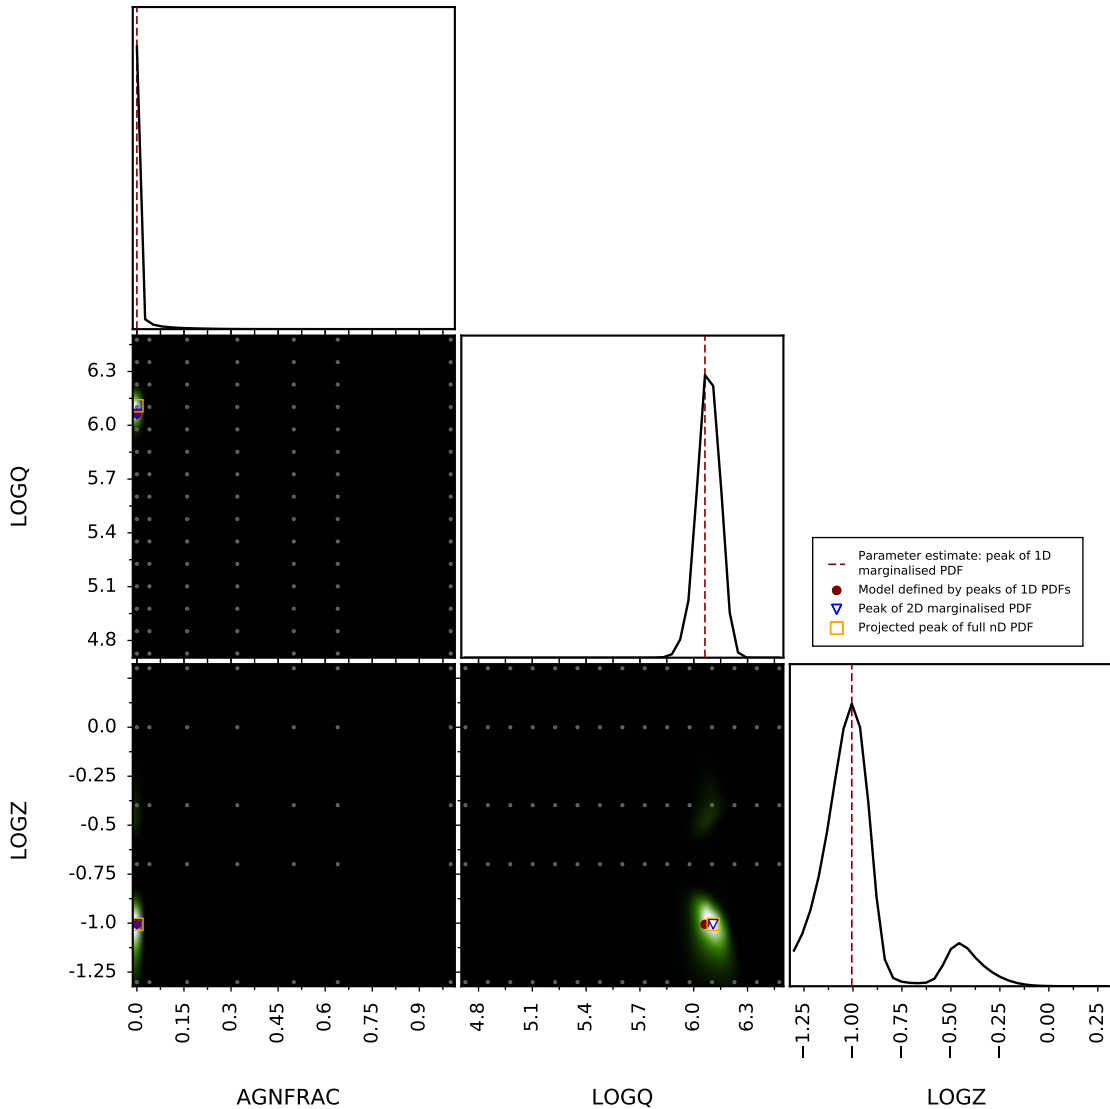 6.3
6.0
5.7
5.4
5.1
4.8
LOGQ
Parameter estimate: peak of 1D
marginalised PDF
Model defined by peaks of 1D PDFs
Peak of 2D marginalised PDF
Projected peak of full nD PDF
0.0
-0.25
-0.5
-0.75
-1.0
-1.25
LOGZ
0.0 0.15 0.3 0.45 0.6 0.75 0.9
4.8 5.1 5.4 5.7 6.0 6.3
−1.25 −1.00 −0.75 −0.50 −0.25 0.00 0.25
AGNFRAC
LOGQ
LOGZ